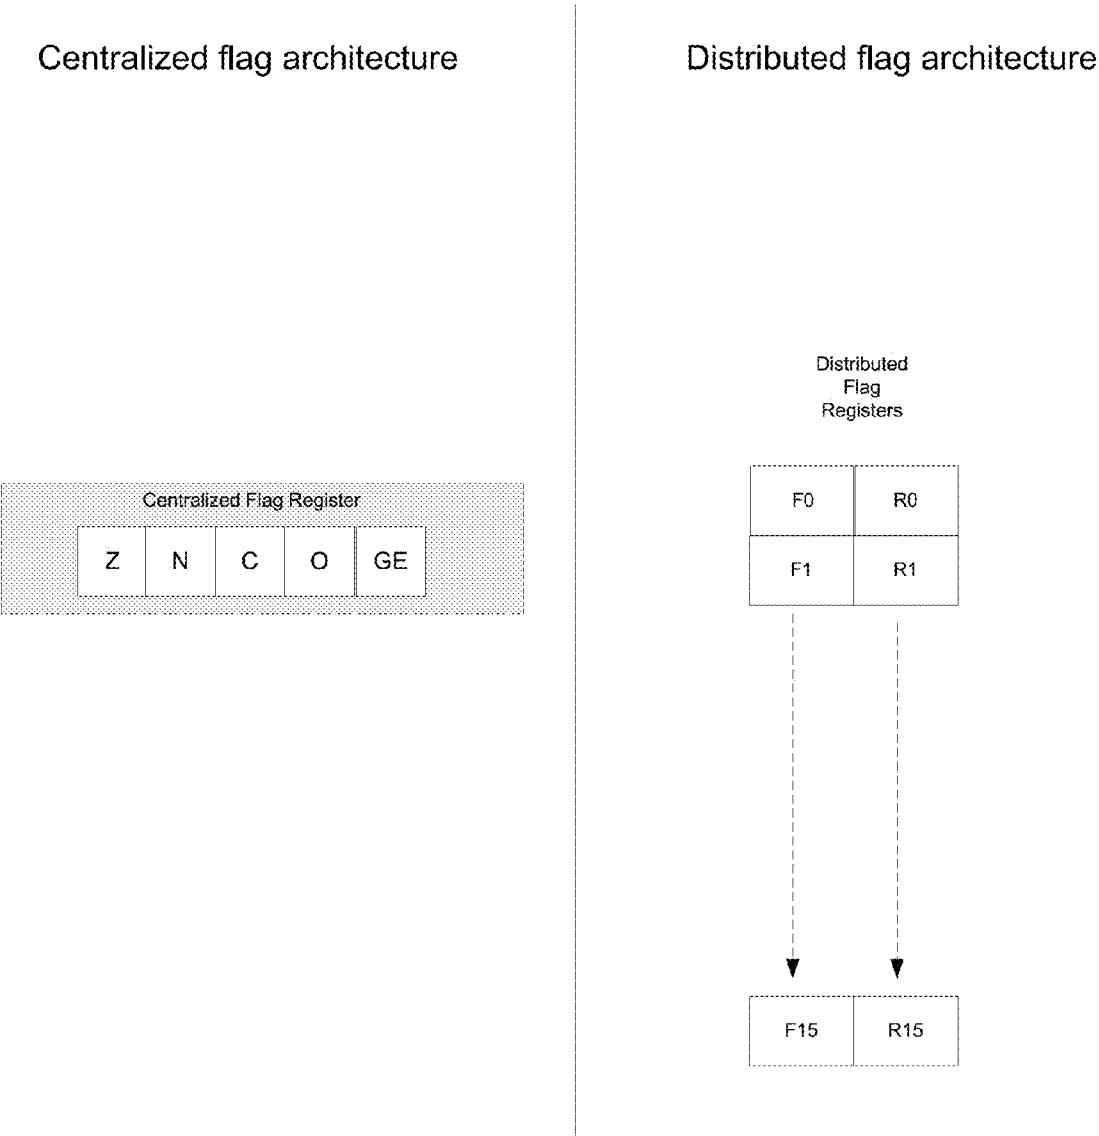 Centralized flag architecture
Distributed flag architecture
Distributed
Flag
Registers
Centralized Flag Register
Z N C O GE
F0 R0
F1 R1
F15 R15